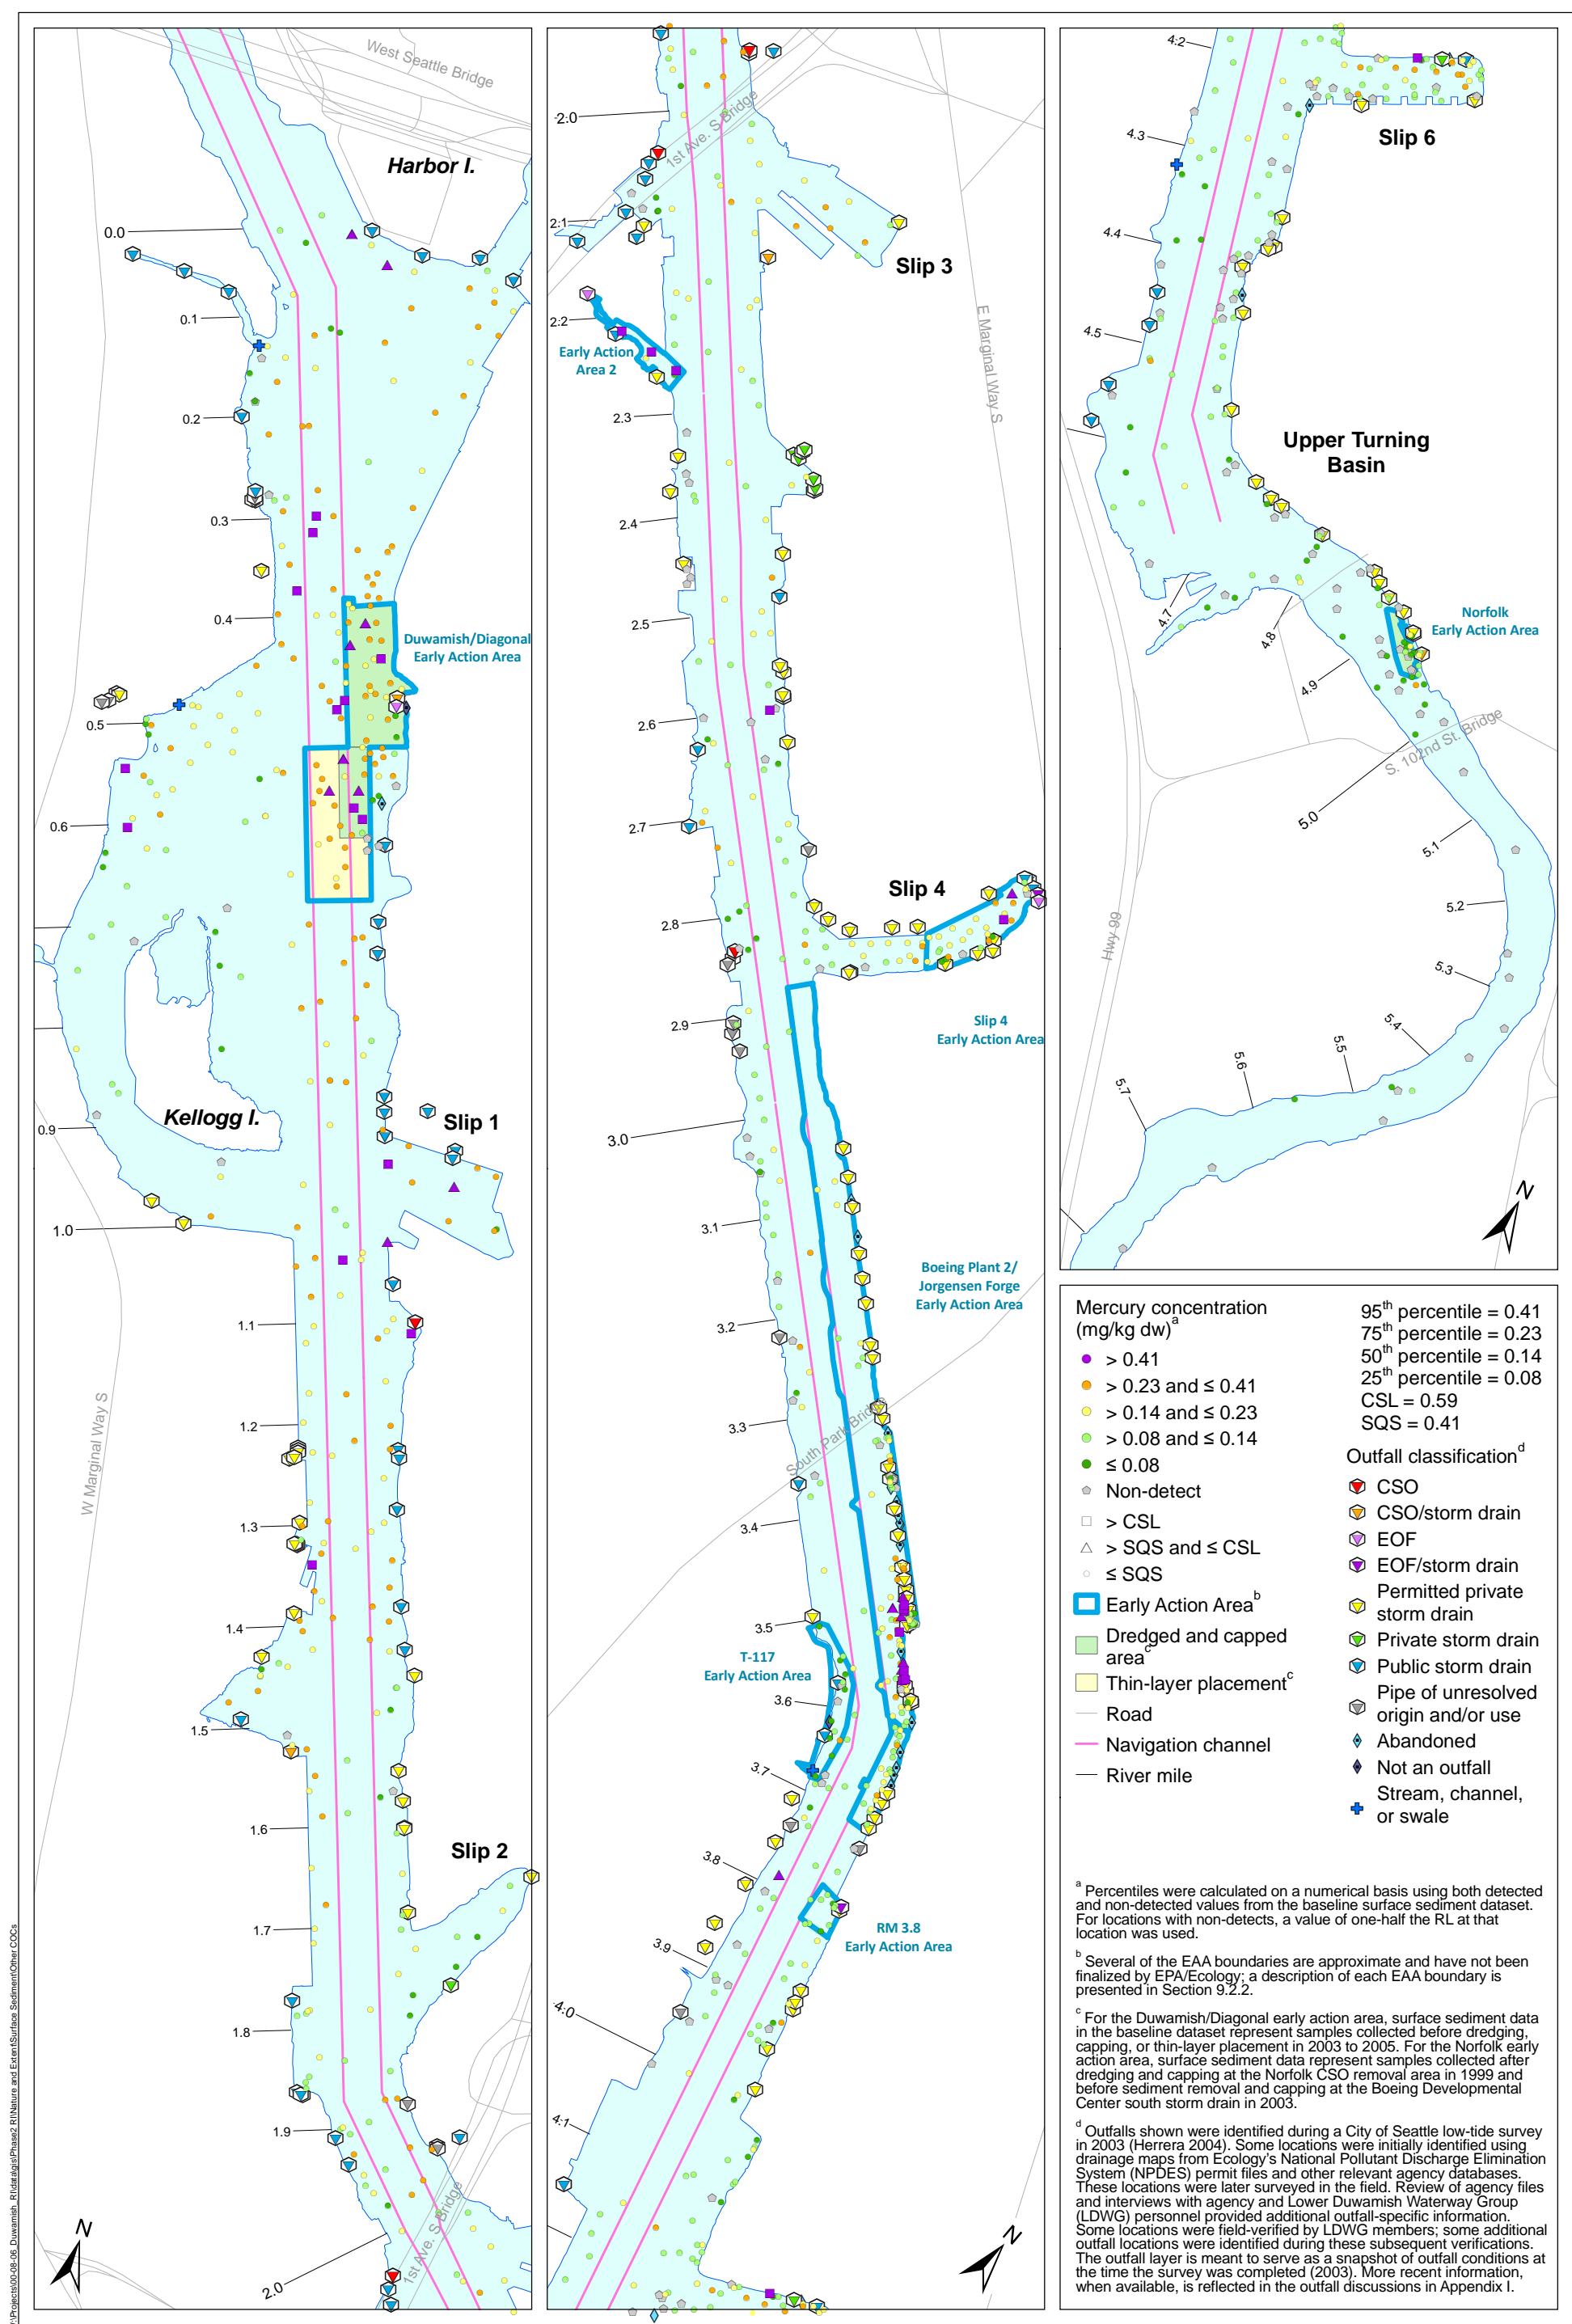 West Seattle Bridge
Harbor I.
0.0
0.1
0.2
0.3
0.4
Duwamish/Diagonal
Early Action Area
0.5
0.6
Kellogg I.
Slip 1
0.9
1.0
1.1
1.2
W Marginal Way S
1.3
1.4
1.5
1.6
Slip 2
1.7
1.8
1.9
1st Ave. S Bridge
2.0
N
2.0
1st Ave. S Bridge
2.1
Slip 3
2.2
Early Action
Area 2
E Marginal Way S
2.3
2.4
2.5
2.6
2.7
Slip 4
2.8
2.9
Slip 4
Early Action Area
3.0
3.1
Boeing Plant 2/
Jorgensen Forge
Early Action Area
3.2
3.3
South Park Bridge
3.4
3.5
T-117
Early Action Area
3.6
3.7
3.8
RM 3.8
Early Action Area
3.9
4.0
4.1
N
4.2
Slip 6
4.3
4.4
4.5
Upper Turning
Basin
4.7
4.8
Norfolk
Early Action Area
4.9
S. 102nd St. Bridge
5.0
5.1
5.2
Hwy 99
5.3
5.4
5.5
5.6
5.7
N
Mercury concentration
(mg/kg dw)a
> 0.41
> 0.23 and ≤ 0.41
> 0.14 and ≤ 0.23
> 0.08 and ≤ 0.14
≤ 0.08
Non-detect
> CSL
> SQS and ≤ CSL
≤ SQS
Early Action Areab
Dredged and capped
areac
Thin-layer placementc
Road
Navigation channel
River mile
95th percentile = 0.41
75th percentile = 0.23
50th percentile = 0.14
25th percentile = 0.08
CSL = 0.59
SQS = 0.41
Outfall classificationd
CSO
CSO/storm drain
EOF
EOF/storm drain
Permitted private
storm drain
Private storm drain
Public storm drain
Pipe of unresolved
origin and/or use
Abandoned
Not an outfall
Stream, channel,
or swale
a Percentiles were calculated on a numerical basis using both detected
and non-detected values from the baseline surface sediment dataset.
For locations with non-detects, a value of one-half the RL at that
location was used.
b Several of the EAA boundaries are approximate and have not been
finalized by EPA/Ecology; a description of each EAA boundary is
presented in Section 9.2.2.
c For the Duwamish/Diagonal early action area, surface sediment data
in the baseline dataset represent samples collected before dredging,
capping, or thin-layer placement in 2003 to 2005. For the Norfolk early
action area, surface sediment data represent samples collected after
dredging and capping at the Norfolk CSO removal area in 1999 and
before sediment removal and capping at the Boeing Developmental
Center south storm drain in 2003.
d Outfalls shown were identified during a City of Seattle low-tide survey
in 2003 (Herrera 2004). Some locations were initially identified using
drainage maps from Ecology's National Pollutant Discharge Elimination
System (NPDES) permit files and other relevant agency databases.
These locations were later surveyed in the field. Review of agency files
and interviews with agency and Lower Duwamish Waterway Group
(LDWG) personnel provided additional outfall-specific information.
Some locations were field-verified by LDWG members; some additional
outfall locations were identified during these subsequent verifications.
The outfall layer is meant to serve as a snapshot of outfall conditions at
the time the survey was completed (2003). More recent information,
when available, is reflected in the outfall discussions in Appendix I.